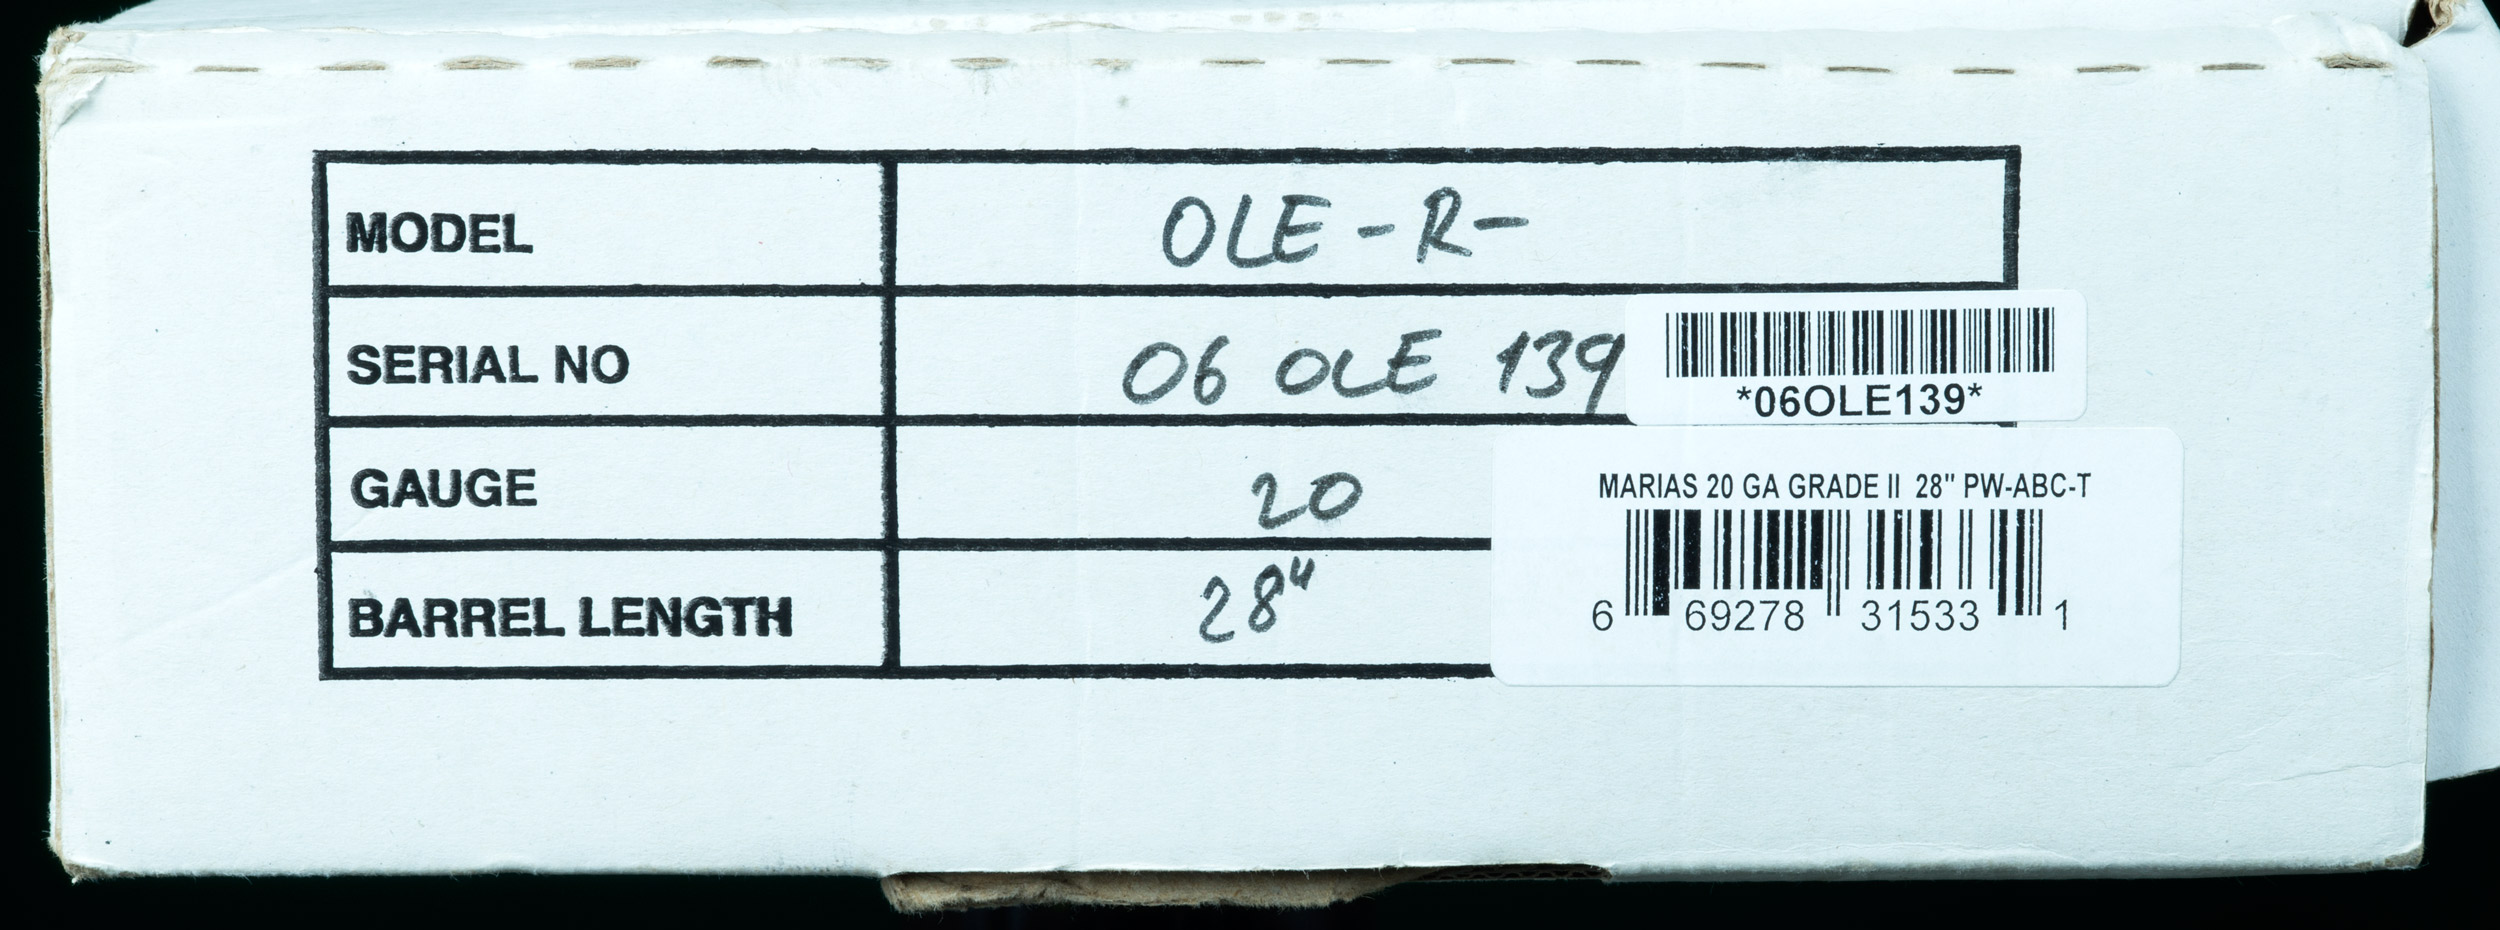 MODEL OLE-R-
SERIAL NO 06 OLE 139
*06OLE139*
GAUGE 20
MARIAS 20 GA GRADE II 28" PW-ABC-T
BARREL LENGTH 28"
6 69278 31533 1